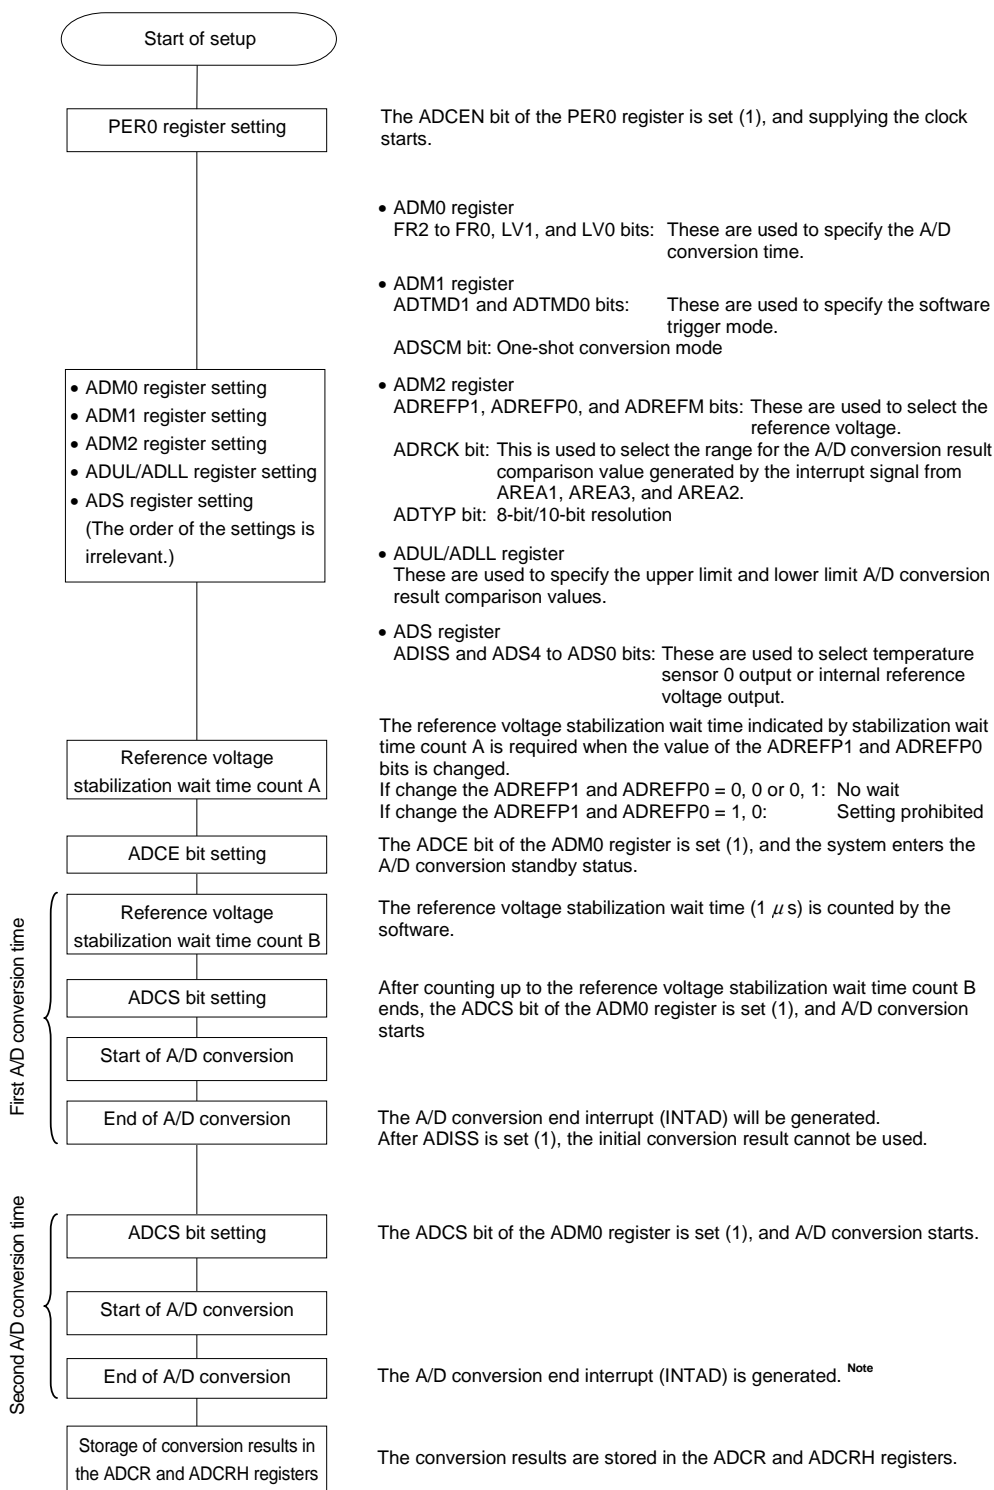 Start of setup
PER0 register setting
The ADCEN bit of the PER0 register is set (1), and supplying the clock
starts.
• ADM0 register
FR2 to FR0, LV1, and LV0 bits: These are used to specify the A/D
conversion time.
• ADM1 register
ADTMD1 and ADTMD0 bits: These are used to specify the software
trigger mode.
ADSCM bit: One-shot conversion mode
• ADM0 register setting
• ADM1 register setting
• ADM2 register setting
• ADUL/ADLL register setting
• ADS register setting
(The order of the settings is
irrelevant.)
• ADM2 register
ADREFP1, ADREFP0, and ADREFM bits: These are used to select the
reference voltage.
ADRCK bit: This is used to select the range for the A/D conversion result
comparison value generated by the interrupt signal from
AREA1, AREA3, and AREA2.
ADTYP bit: 8-bit/10-bit resolution
• ADUL/ADLL register
These are used to specify the upper limit and lower limit A/D conversion
result comparison values.
• ADS register
ADISS and ADS4 to ADS0 bits: These are used to select temperature
sensor 0 output or internal reference
voltage output.
Reference voltage
stabilization wait time count A
The reference voltage stabilization wait time indicated by stabilization wait
time count A is required when the value of the ADREFP1 and ADREFP0
bits is changed.
If change the ADREFP1 and ADREFP0 = 0, 0 or 0, 1: No wait
If change the ADREFP1 and ADREFP0 = 1, 0: Setting prohibited
ADCE bit setting
The ADCE bit of the ADM0 register is set (1), and the system enters the
A/D conversion standby status.
First A/D conversion time
Reference voltage
stabilization wait time count B
The reference voltage stabilization wait time (1 μ s) is counted by the
software.
ADCS bit setting
After counting up to the reference voltage stabilization wait time count B
ends, the ADCS bit of the ADM0 register is set (1), and A/D conversion
starts
Start of A/D conversion
End of A/D conversion
The A/D conversion end interrupt (INTAD) will be generated.
After ADISS is set (1), the initial conversion result cannot be used.
Second A/D conversion time
ADCS bit setting
The ADCS bit of the ADM0 register is set (1), and A/D conversion starts.
Start of A/D conversion
End of A/D conversion
The A/D conversion end interrupt (INTAD) is generated. Note
Storage of conversion results in
the ADCR and ADCRH registers
The conversion results are stored in the ADCR and ADCRH registers.